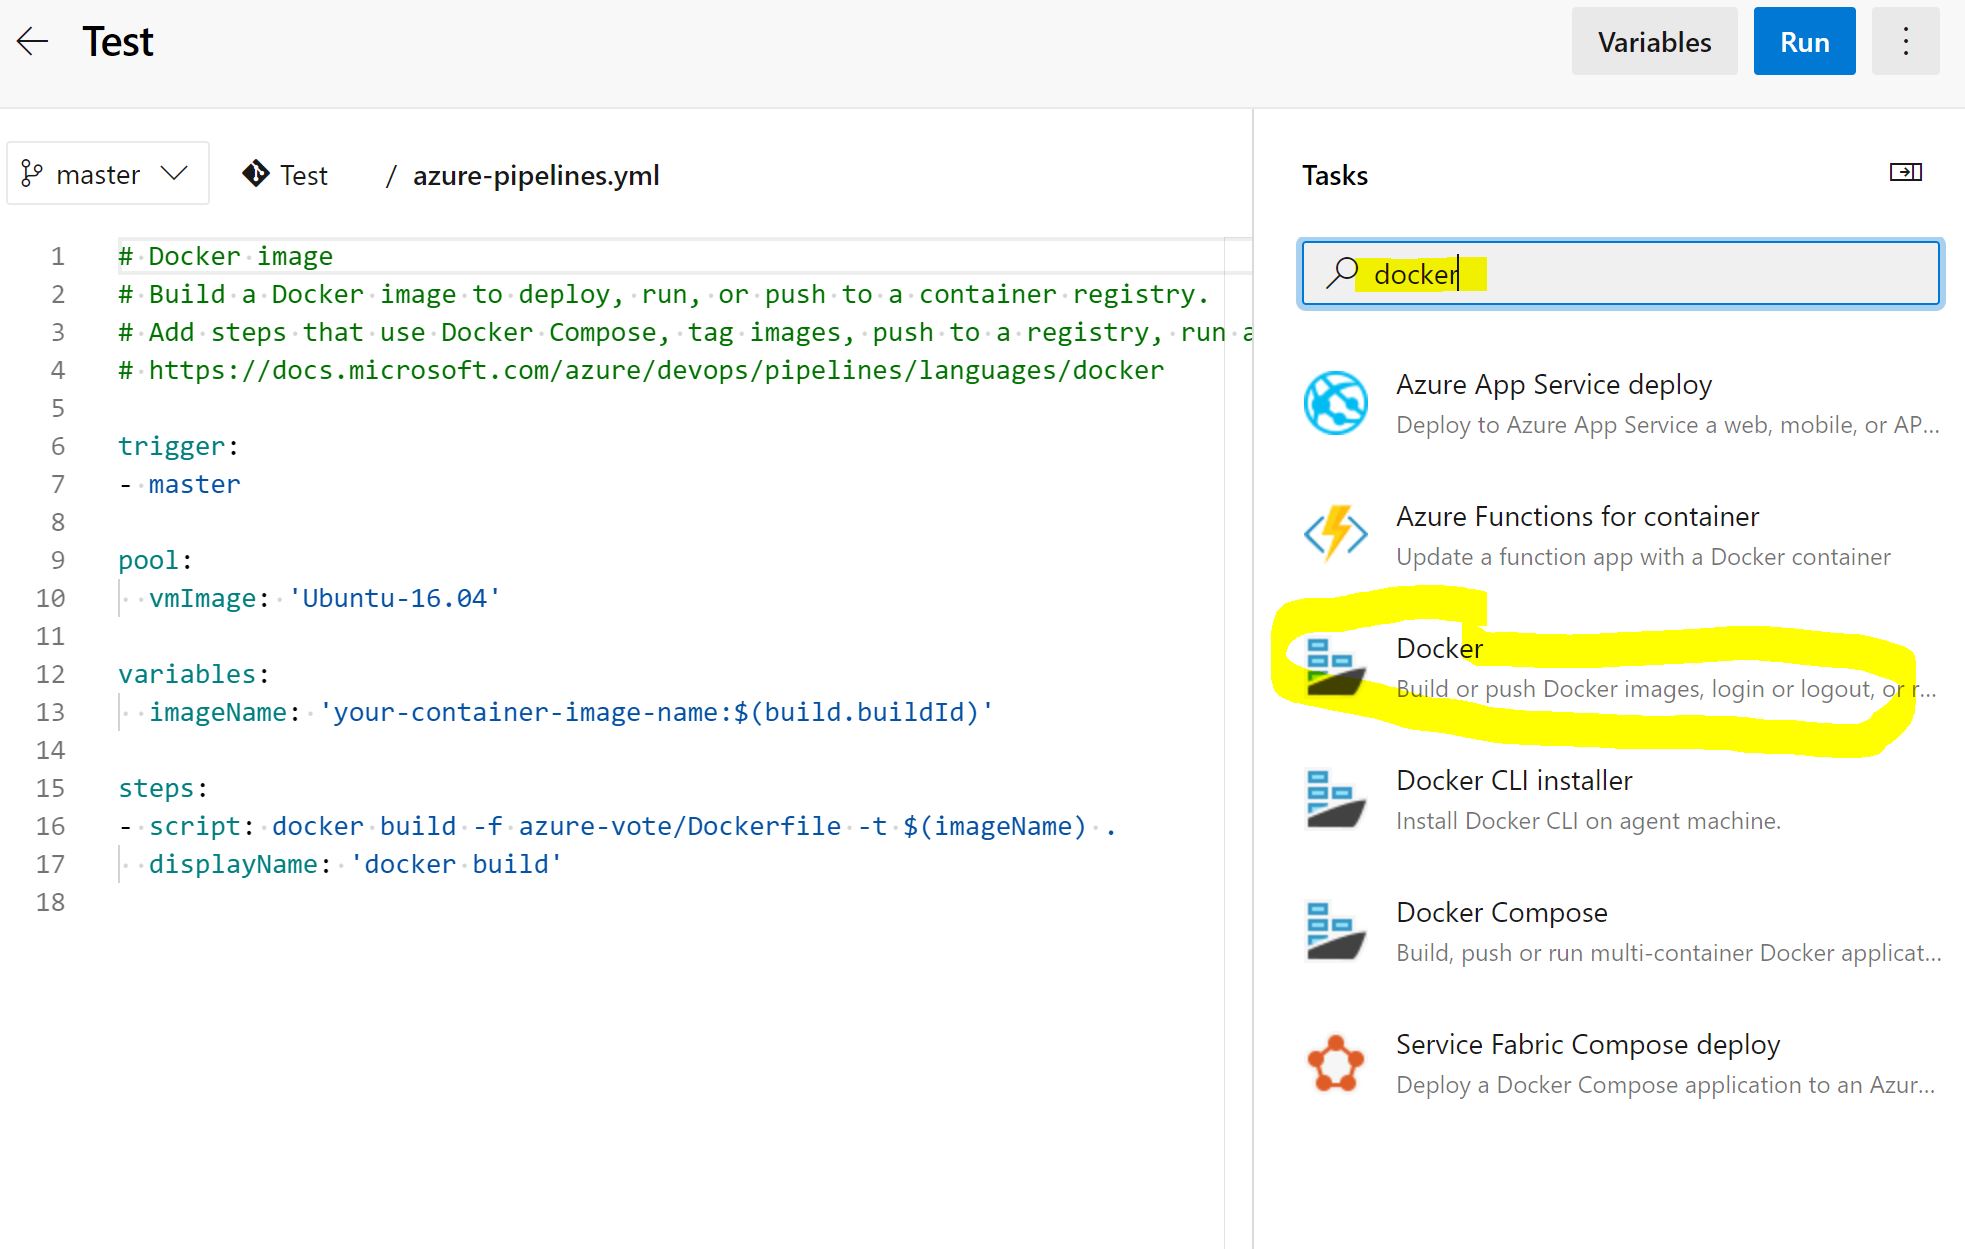 Test
Variables
Run
master
Test
/ azure-pipelines.yml
1 # Docker image
2 # Build a Docker image to deploy, run, or push to a container registry.
3 # Add steps that use Docker Compose, tag images, push to a registry, run a
4 # https://docs.microsoft.com/azure/devops/pipelines/languages/docker
5
6 trigger:
7 - master
8
9 pool:
10 vmImage: 'Ubuntu-16.04'
11
12 variables:
13 imageName: 'your-container-image-name:$(build.buildId)'
14
15 steps:
16 - script: docker build -f azure-vote/Dockerfile -t $(imageName) .
17 displayName: 'docker build'
18
Tasks
docker
Azure App Service deploy
Deploy to Azure App Service a web, mobile, or AP...
Azure Functions for container
Update a function app with a Docker container
Docker
Build or push Docker images, login or logout, or r...
Docker CLI installer
Install Docker CLI on agent machine.
Docker Compose
Build, push or run multi-container Docker applicat...
Service Fabric Compose deploy
Deploy a Docker Compose application to an Azur...